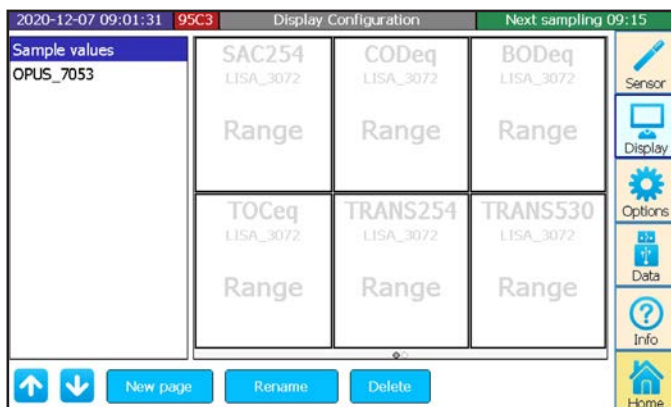 2020-12-07 09:01:31 95C3 Display Configuration Next sampling 09:15
Sample values
OPUS_7053
SAC254 CODeq BODeq
LISA_3072 LISA_3072 LISA_3072
Range Range Range
TOCeq TRANS254 TRANS530
LISA_3072 LISA_3072 LISA_3072
Range Range Range
Sensor
Display
Options
Data
Info
Home
New page Rename Delete